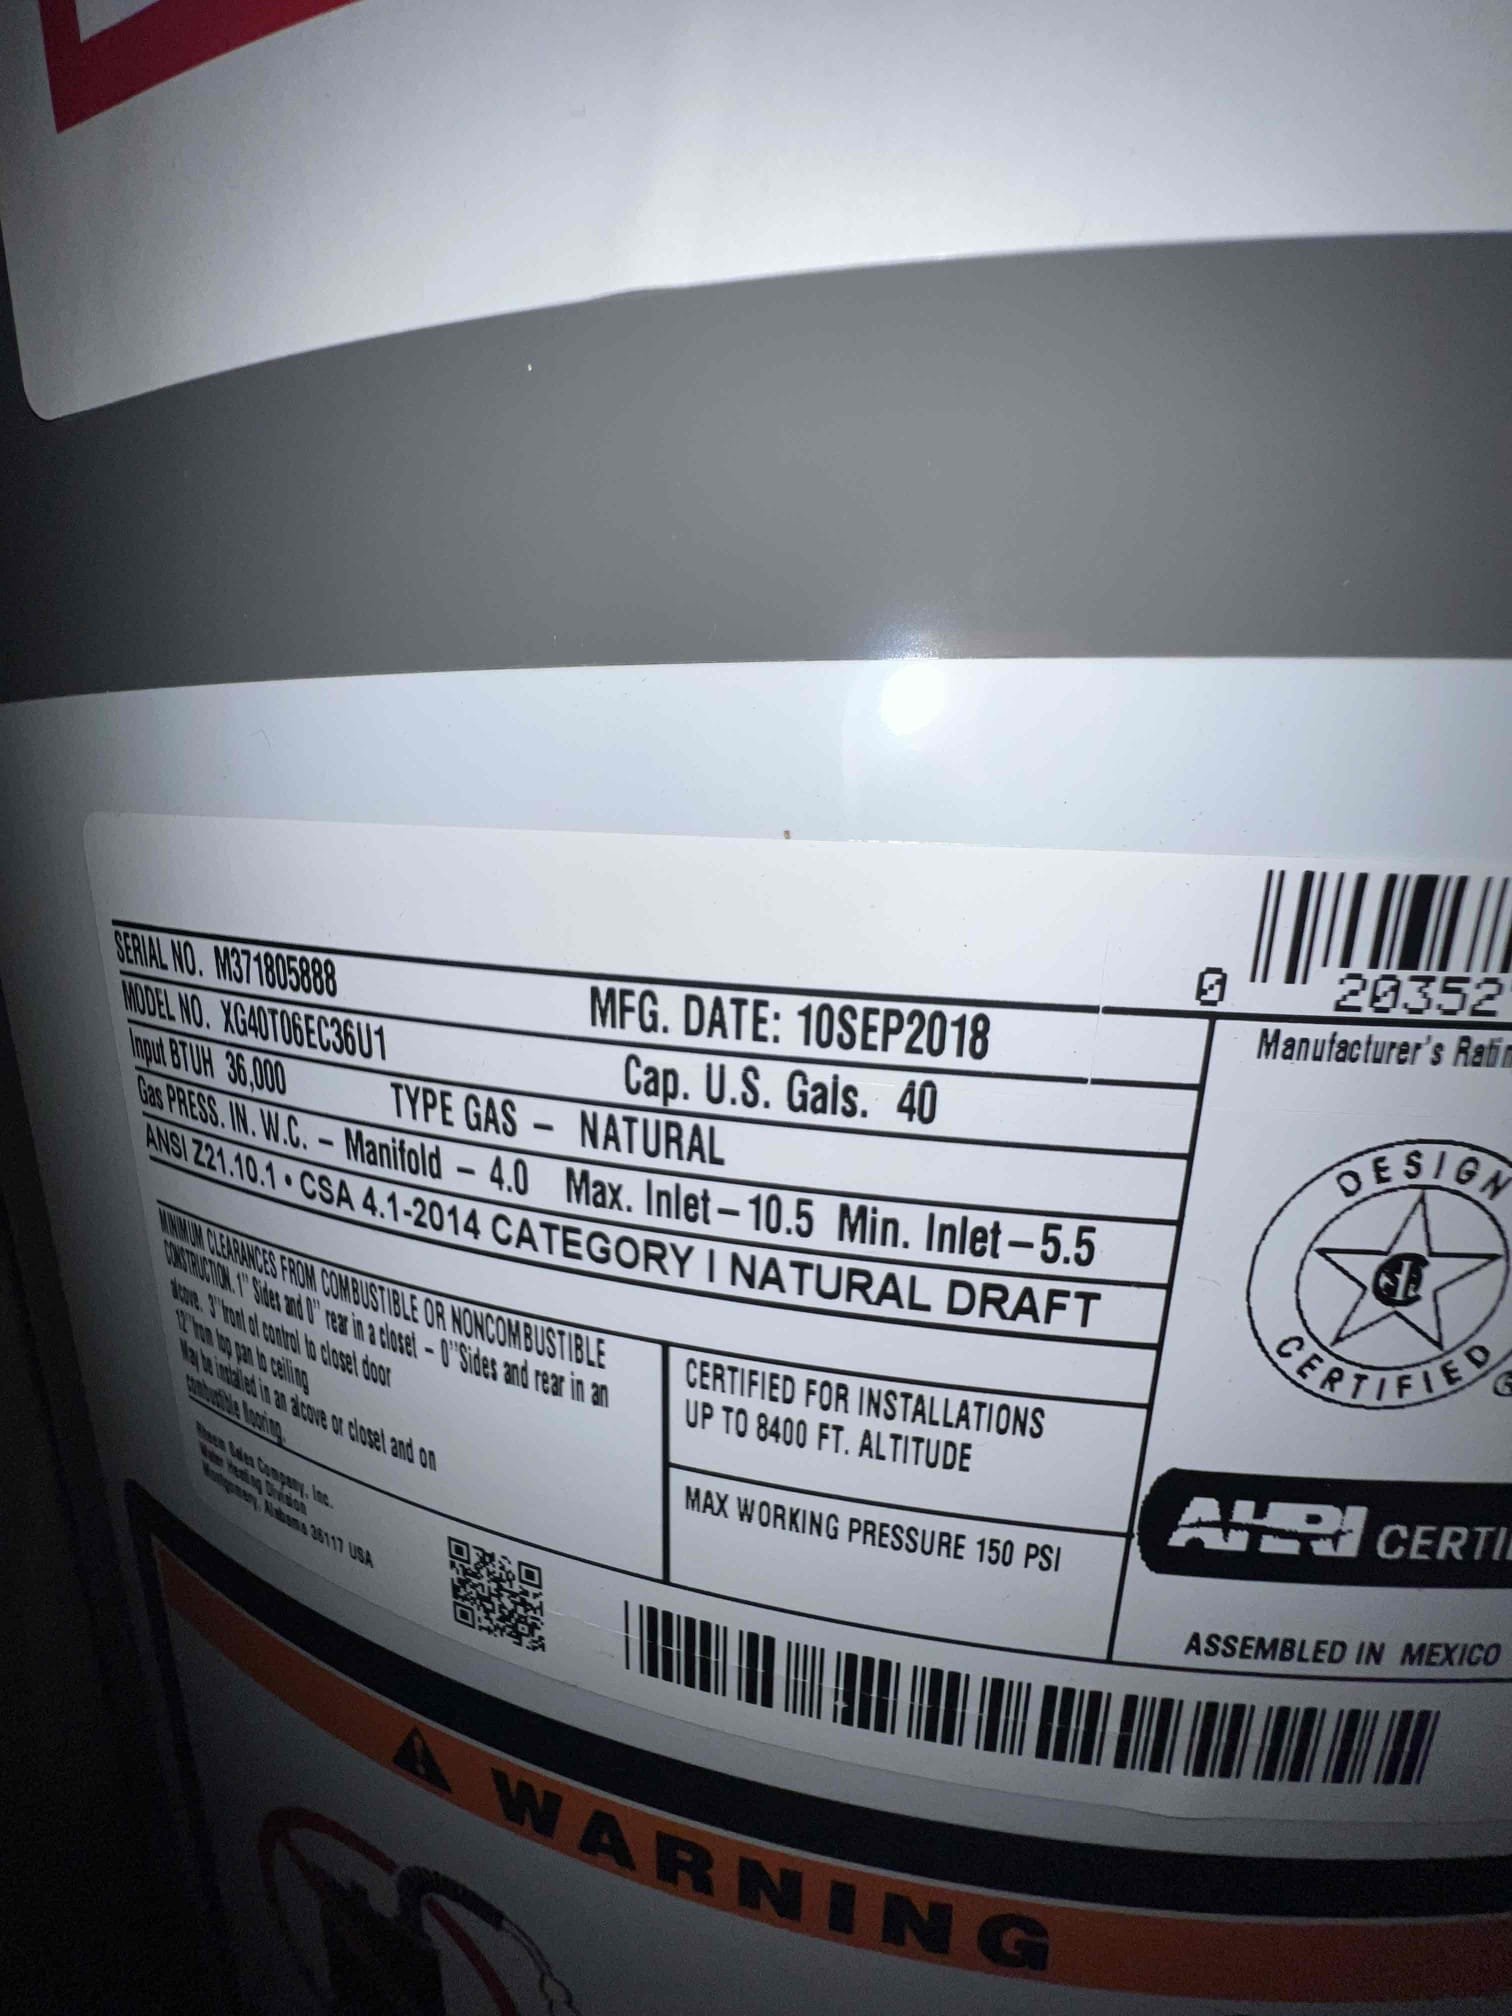 SERIAL NO. M371805888 MFG. DATE: 10SEP2018
MODEL NO. XG40T06EC36U1 Cap. U.S. Gals. 40
Input BTUH 36,000 TYPE GAS – NATURAL
Gas PRESS. IN. W.C. – Manifold – 4.0 Max. Inlet – 10.5 Min. Inlet – 5.5
ANSI Z21.10.1 • CSA 4.1-2014 CATEGORY I NATURAL DRAFT
MINIMUM CLEARANCES FROM COMBUSTIBLE OR NONCOMBUSTIBLE
CONSTRUCTION. 1" Sides and 0" rear in a closet – 0" Sides and rear in an
alcove. 3" front of control to closet door
12" from top pan to ceiling
May be installed in an alcove or closet and on
combustible flooring.
Rheem Sales Company, Inc.
Water Heating Division
Montgomery, Alabama 36117 USA
CERTIFIED FOR INSTALLATIONS
UP TO 8400 FT. ALTITUDE
MAX WORKING PRESSURE 150 PSI
0 20352
Manufacturer's
DESIGN
CERTIFIED
AHRI
ASSEMBLED IN MEXICO
WARNING